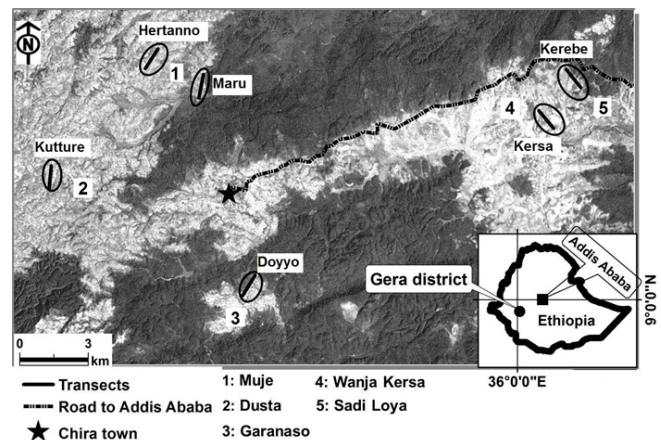 Hertanno
N
1
Maru
Kerebe
4
5
Kersa
Kutture
2
Doyyo
3
Gera district
Addis Ababa
Ethiopia
N..0.0.6
36°0'0"E
0 3
km
Transects
Road to Addis Ababa
Chira town
1: Muje
2: Dusta
3: Garanaso
4: Wanja Kersa
5: Sadi Loya